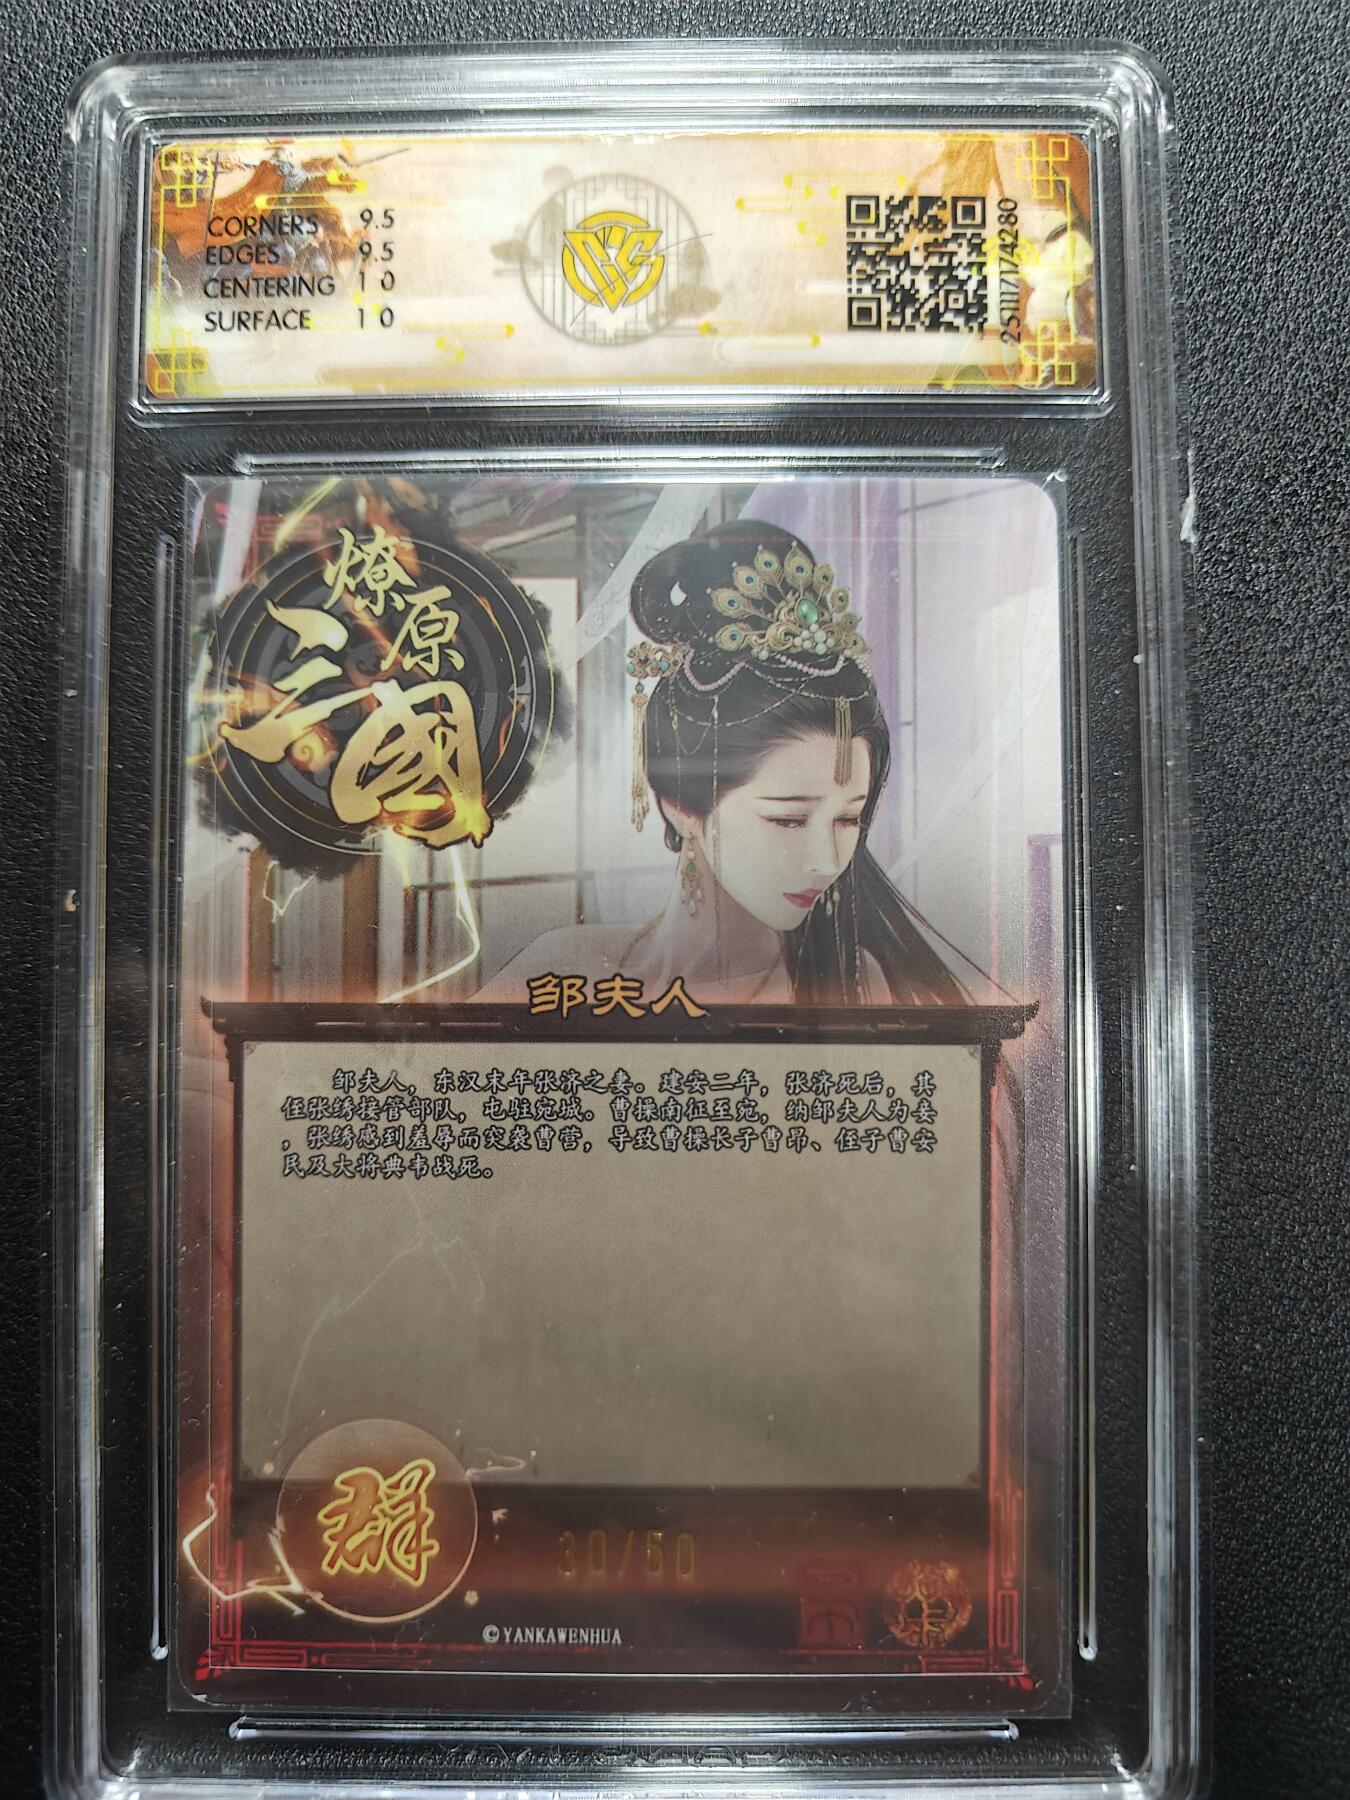 CORNERS 9.5
EDGES 9.5
CENTERING 10
SURFACE 10
燎原
三國
邹夫人
邹夫人，东汉末年张济之妻。建安二年，张济死后，其
侄张绣接管部队，屯驻宛城。曹操南征至宛，纳邹夫人为妾
，张绣感到羞辱而突袭曹营，导致曹操长子曹昂、侄子曹安
民及大将典韦战死。
群
30/50
©YANKAWENHUA